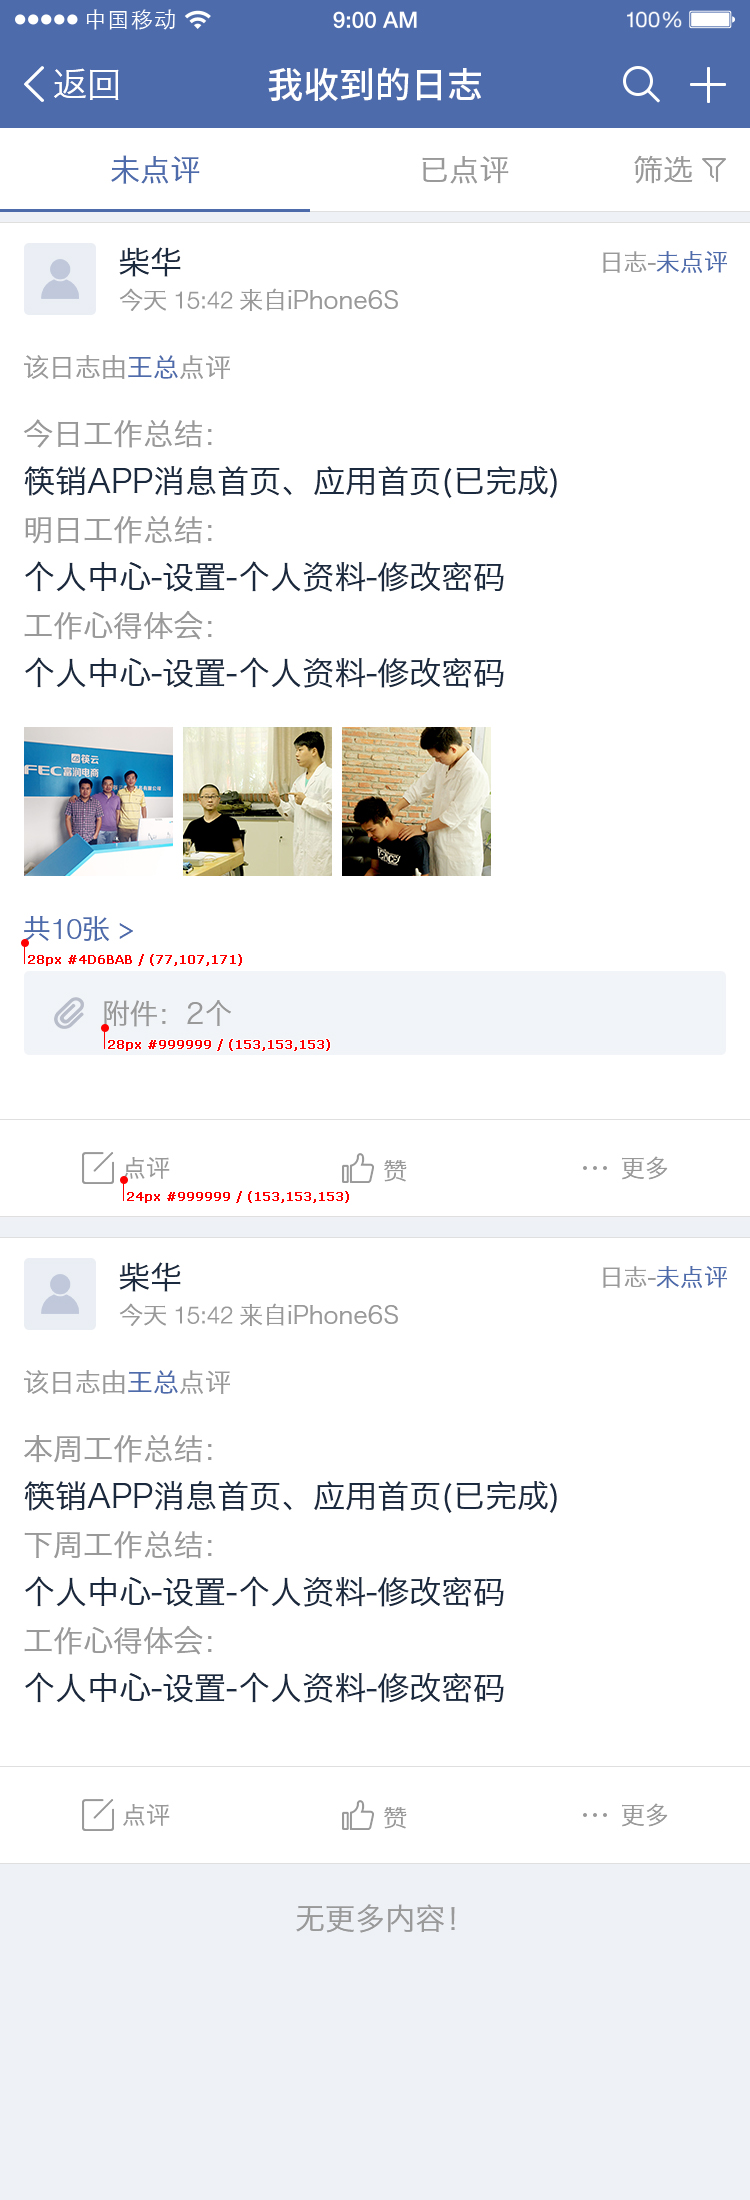 中国移动 9:00 AM 100%
返回 我收到的日志
未点评 已点评 筛选
柴华 日志-未点评
今天 15:42 来自iPhone6S
该日志由王总点评
今日工作总结：
筷销APP消息首页、应用首页(已完成)
明日工作总结：
个人中心-设置-个人资料-修改密码
工作心得体会：
个人中心-设置-个人资料-修改密码
筷云
FEC富润电商
共10张 >
28px #4D6BAB / (77,107,171)
附件：2个
28px #999999 / (153,153,153)
点评 赞 ··· 更多
24px #999999 / (153,153,153)
柴华 日志-未点评
今天 15:42 来自iPhone6S
该日志由王总点评
本周工作总结：
筷销APP消息首页、应用首页(已完成)
下周工作总结：
个人中心-设置-个人资料-修改密码
工作心得体会：
个人中心-设置-个人资料-修改密码
点评 赞 ··· 更多
无更多内容！